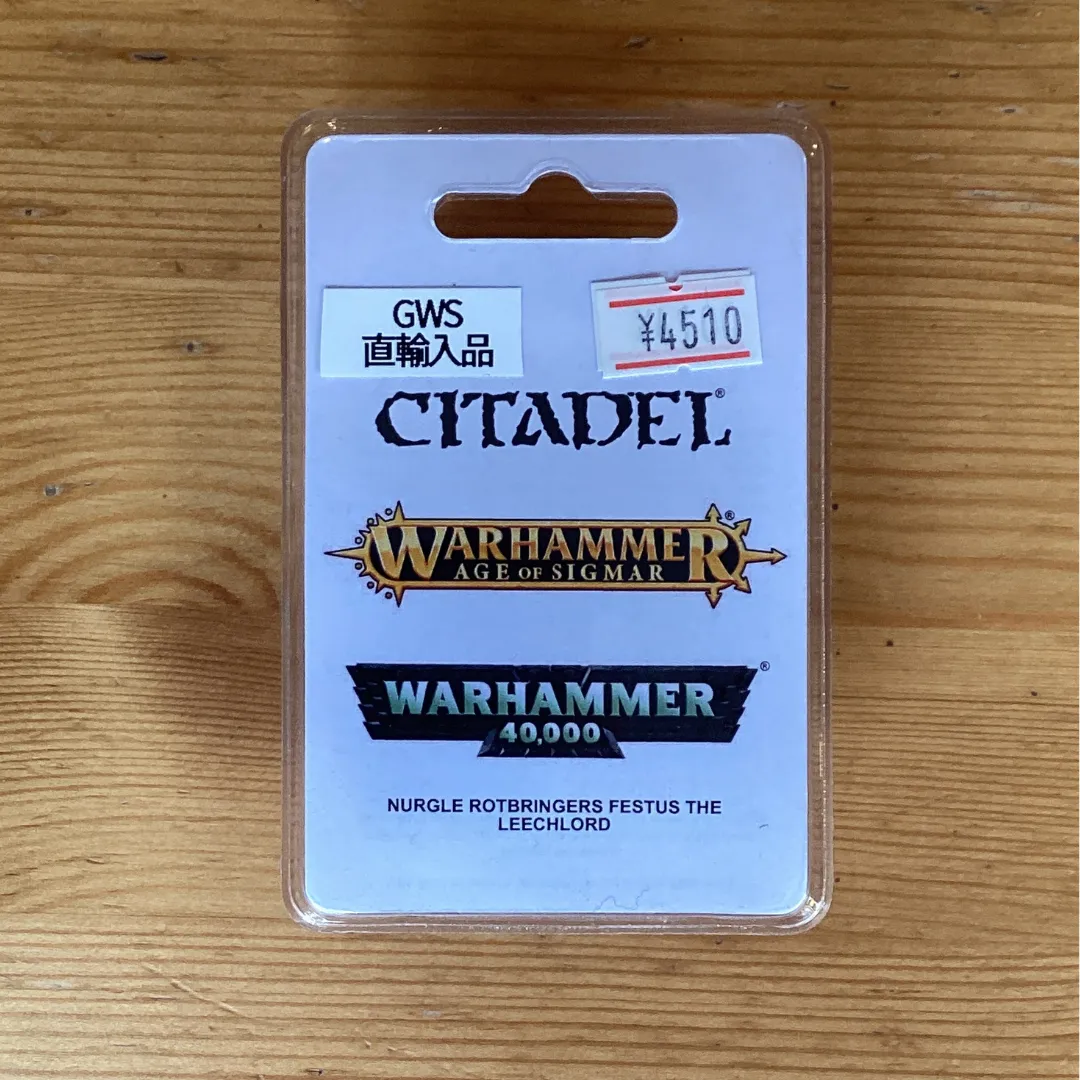 GWS
直輸入品
¥4510
CITADEL®
WARHAMMER®
AGE OF SIGMAR
WARHAMMER®
40,000
NURGLE ROTBRINGERS FESTUS THE
LEECHLORD